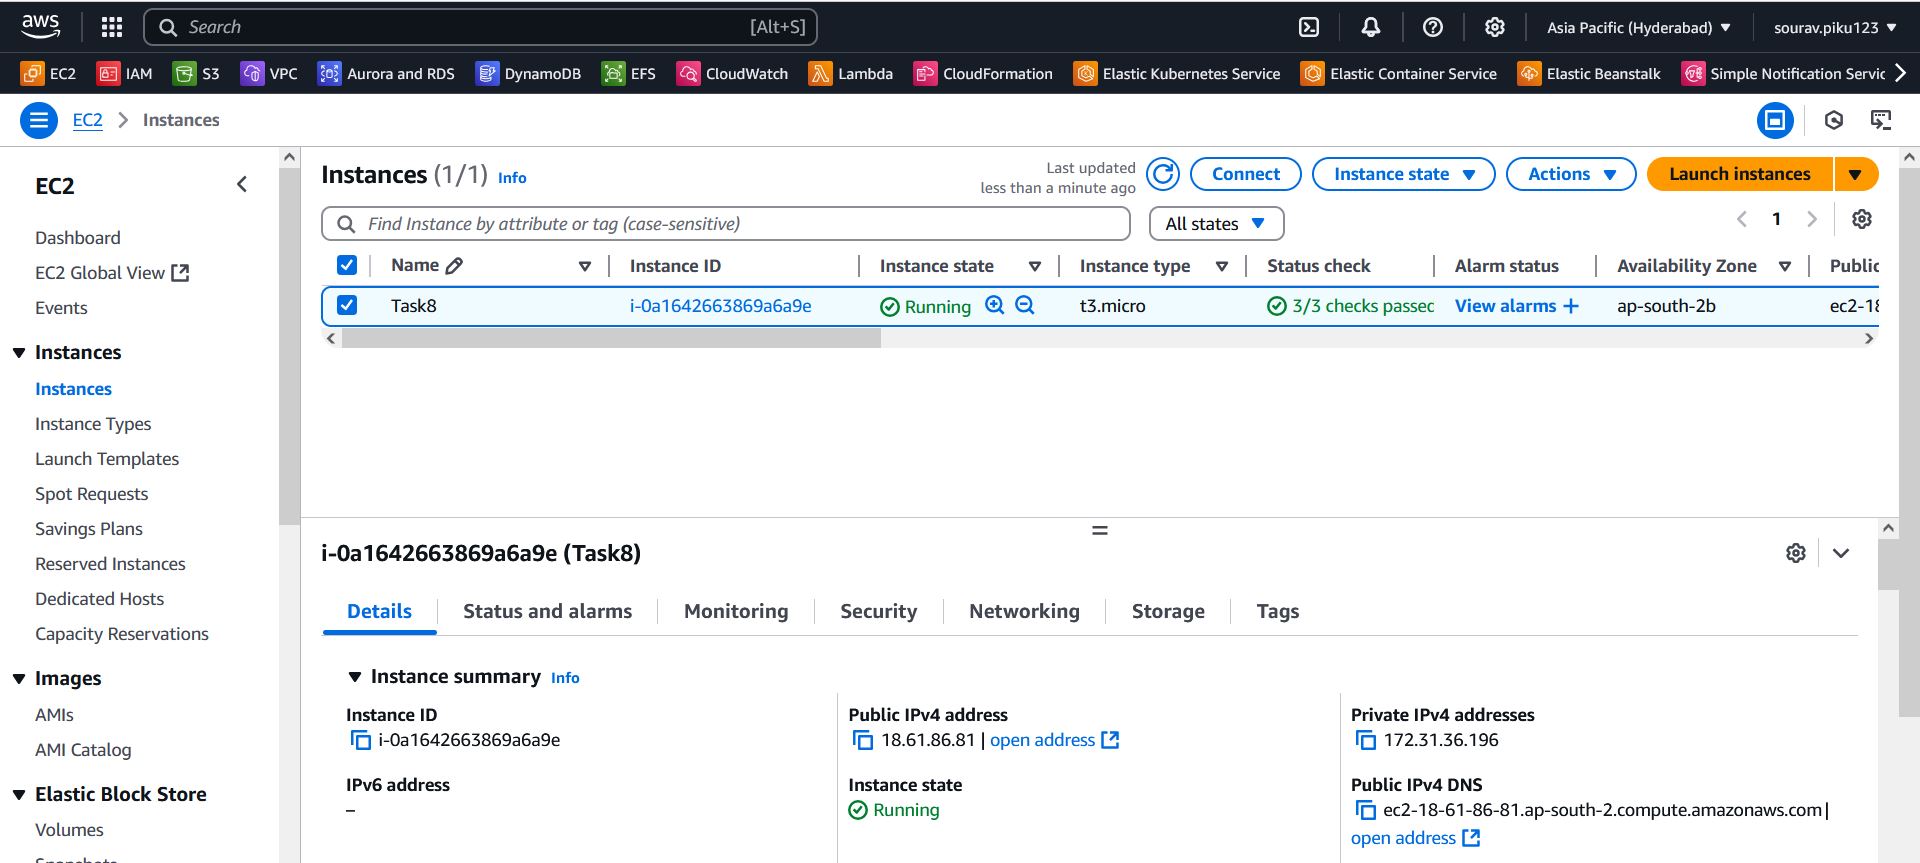 aws
Search [Alt+S] Asia Pacific (Hyderabad) sourav.piku123
EC2 IAM S3 VPC Aurora and RDS DynamoDB EFS CloudWatch Lambda CloudFormation Elastic Kubernetes Service Elastic Container Service Elastic Beanstalk Simple Notification Servic
EC2 > Instances
EC2
Dashboard
EC2 Global View
Events
Instances
Instances
Instance Types
Launch Templates
Spot Requests
Savings Plans
Reserved Instances
Dedicated Hosts
Capacity Reservations
Images
AMIs
AMI Catalog
Elastic Block Store
Volumes
Snapshots
Instances (1/1) Info
Last updated
less than a minute ago
Connect Instance state Actions Launch instances
Find Instance by attribute or tag (case-sensitive) All states 1
Name Instance ID Instance state Instance type Status check Alarm status Availability Zone Public
Task8 i-0a1642663869a6a9e Running t3.micro 3/3 checks passed View alarms + ap-south-2b ec2-18
i-0a1642663869a6a9e (Task8)
Details Status and alarms Monitoring Security Networking Storage Tags
Instance summary Info
Instance ID
i-0a1642663869a6a9e
Public IPv4 address
18.61.86.81 | open address
Private IPv4 addresses
172.31.36.196
IPv6 address
–
Instance state
Running
Public IPv4 DNS
ec2-18-61-86-81.ap-south-2.compute.amazonaws.com |
open address